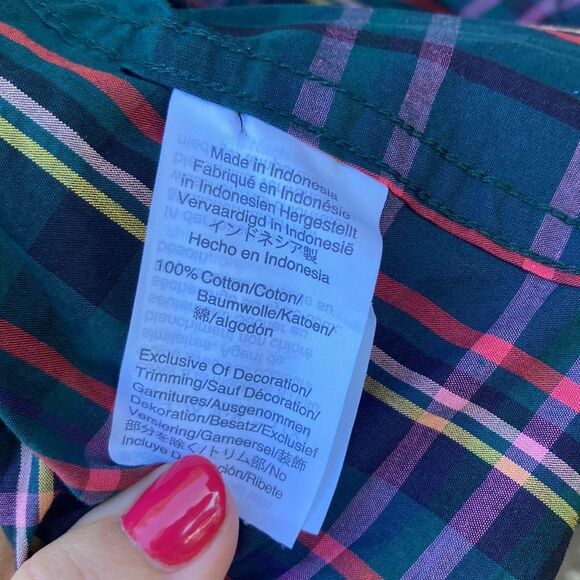 Made in Indonesia
Fabriqué en Indonésie
in Indonesien Hergestellt
Vervaardigd in Indonesië
インドネシア製
Hecho en Indonesia
100% Cotton/Coton/
Baumwolle/Katoen/
綿/algodón
Exclusive Of Decoration/
Trimming/Sauf Décoration/
Garnitures/Ausgenommen
Dekoration/Besatz/Exclusief
Versiering/Garneersel/装飾
部分を除く/トリム部/No
Incluye /Ribete